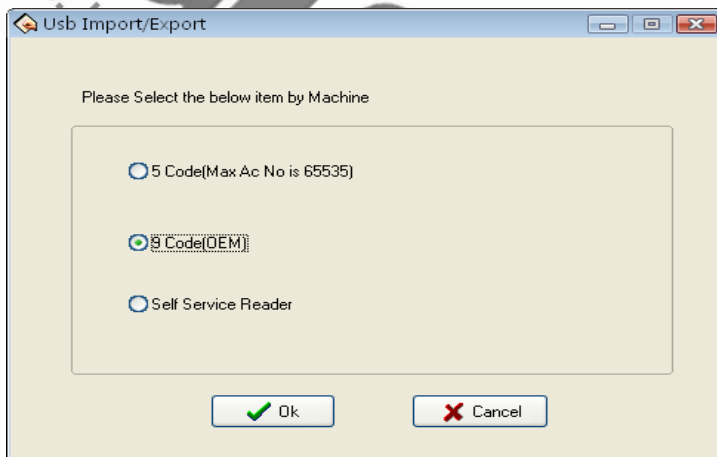 Usb Import/Export
Please Select the below item by Machine
5 Code(Max Ac No is 65535)
9 Code(OEM)
Self Service Reader
Ok
Cancel